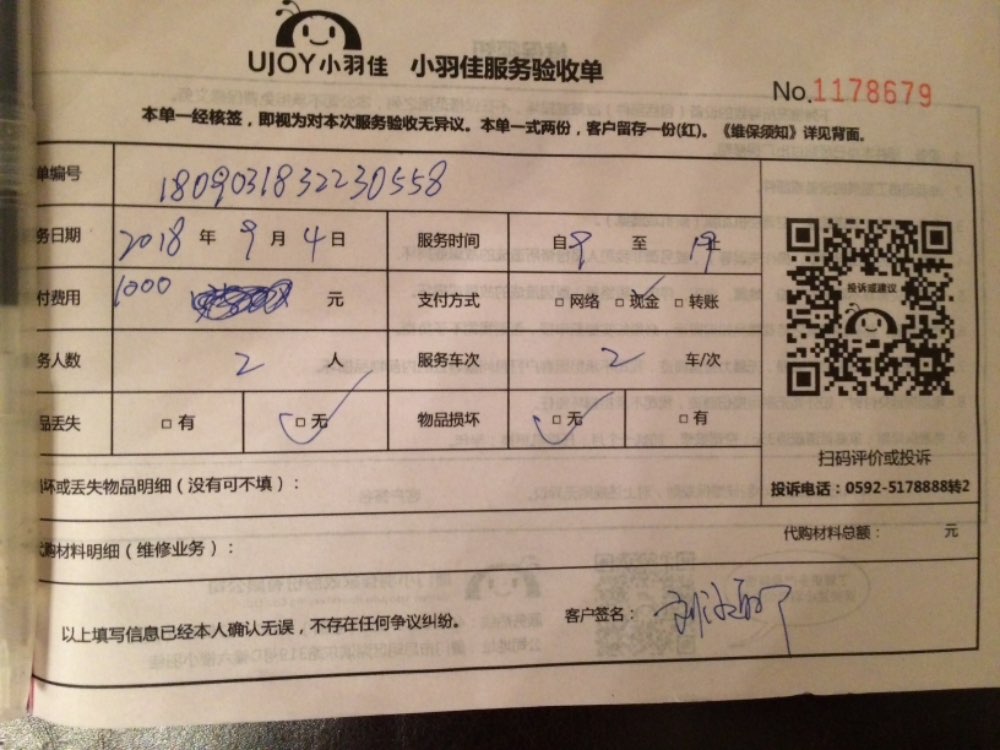 UJOY小羽佳 小羽佳服务验收单
No.1178679
本单一经核签，即视为对本次服务验收无异议。本单一式两份，客户留存一份(红)。《维保须知》详见背面。
单编号 1809031832230558
务日期 2018 年 9 月 4 日 服务时间 自9 至 19 止
付费用 1000 元 支付方式 □网络 □现金 □转账
投诉或建议
务人数 2 人 服务车次 2 车/次
品丢失 □有 □无 物品损坏 □无 □有
扫码评价或投诉
坏或丢失物品明细（没有可不填）：
投诉电话：0592-5178888转2
代购材料明细（维修业务）： 代购材料总额： 元
以上填写信息已经本人确认无误，不存在任何争议纠纷。 客户签名：